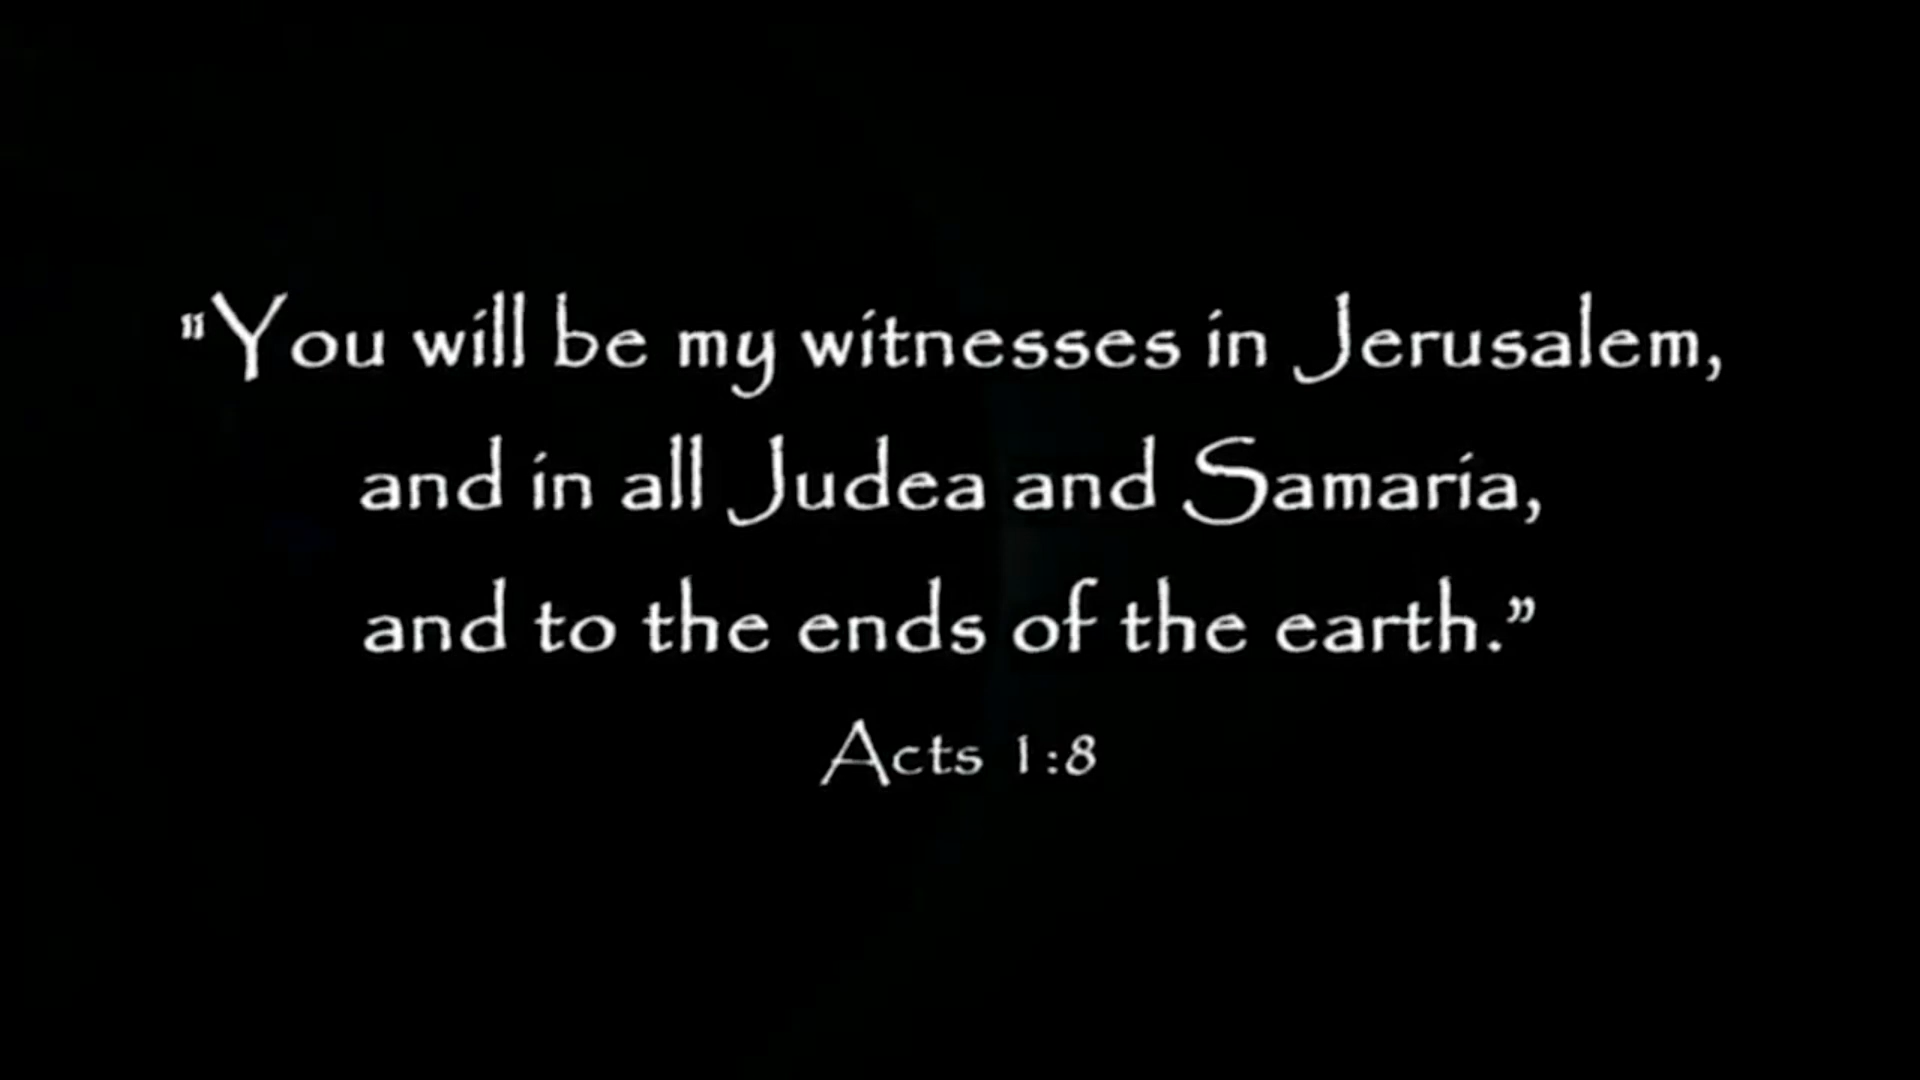 "You will be my witnesses in Jerusalem,
and in all Judea and Samaria,
and to the ends of the earth.”
Acts 1:8